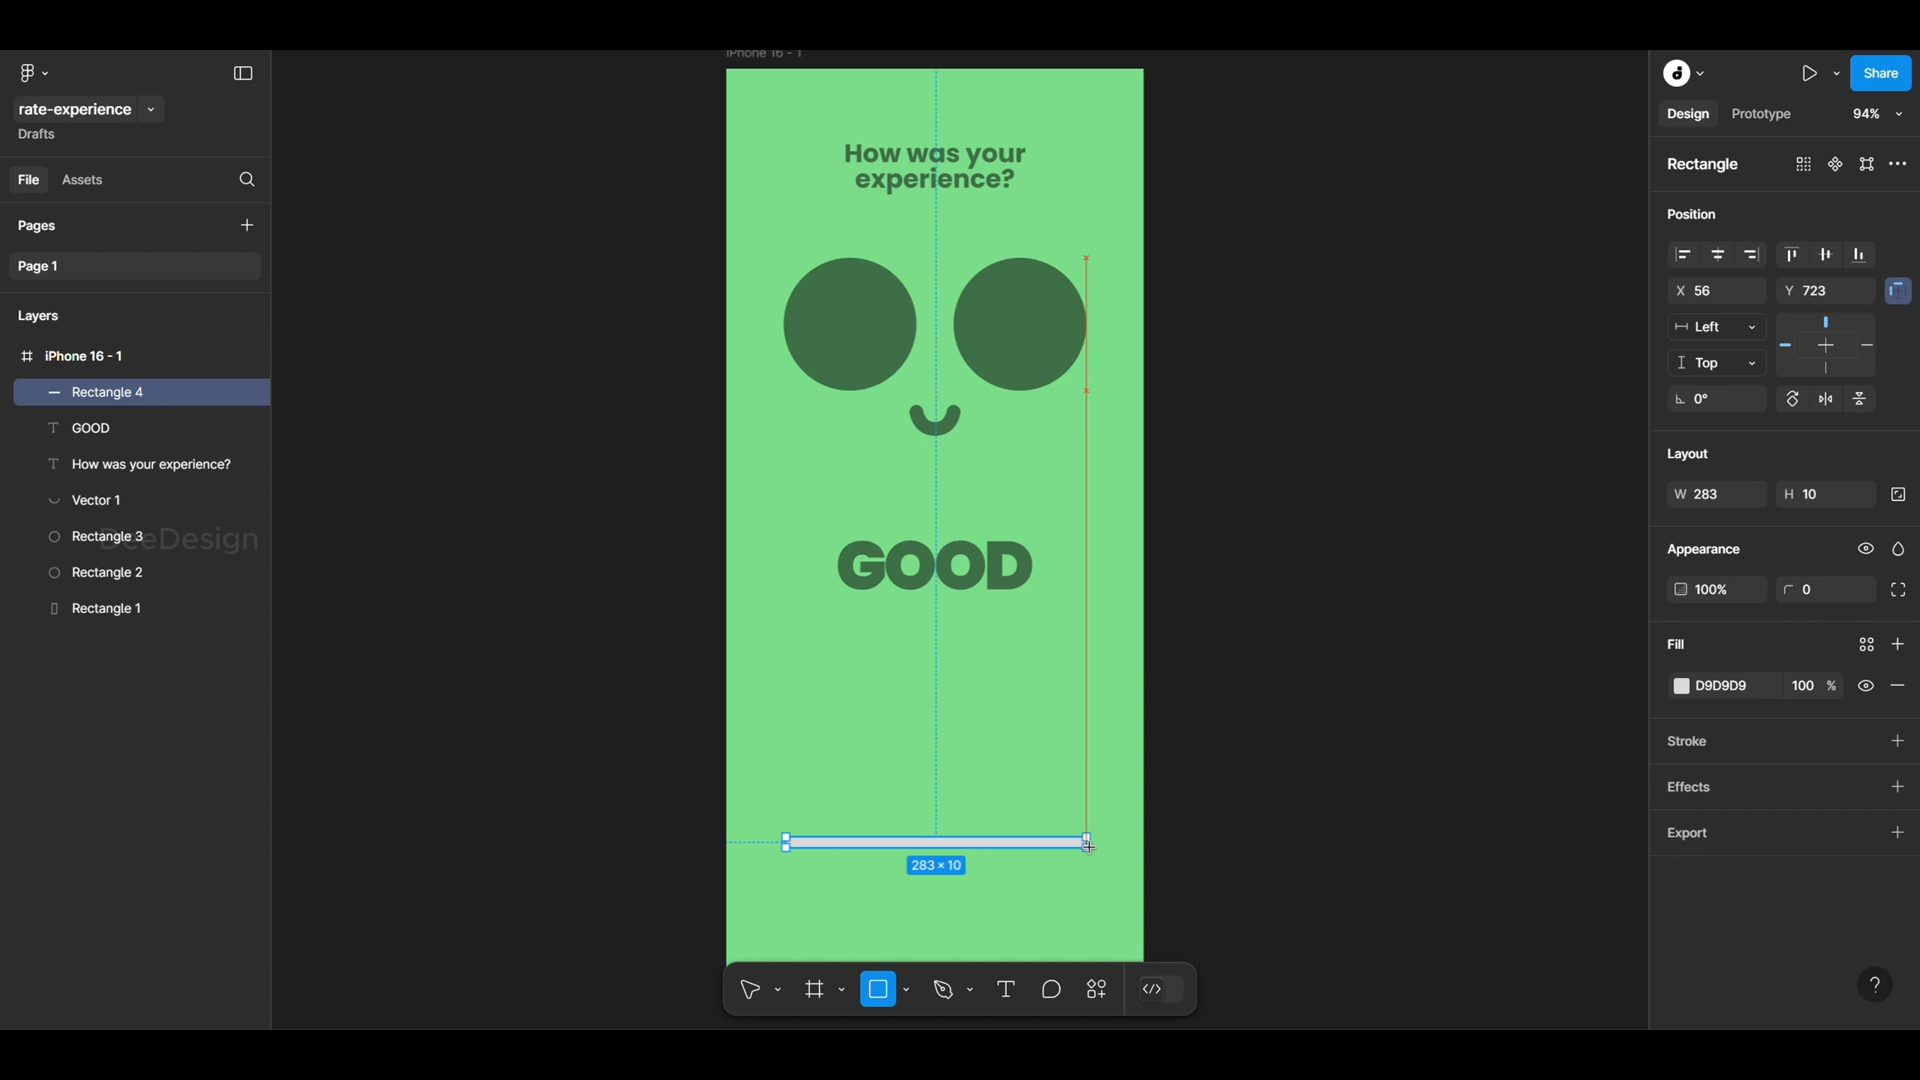 iPhone 16 - 1
rate-experience
Drafts
File
Assets
Pages
Page 1
Layers
iPhone 16 - 1
Rectangle 4
GOOD
How was your experience?
Vector 1
Rectangle 3
DeeDesign
Rectangle 2
Rectangle 1
How was your
experience?
GOOD
283 × 10
Share
Design
Prototype
94%
Rectangle
Position
X 56
Y 723
Left
Top
0°
Layout
W 283
H 10
Appearance
100%
0
Fill
D9D9D9
100 %
Stroke
Effects
Export
?